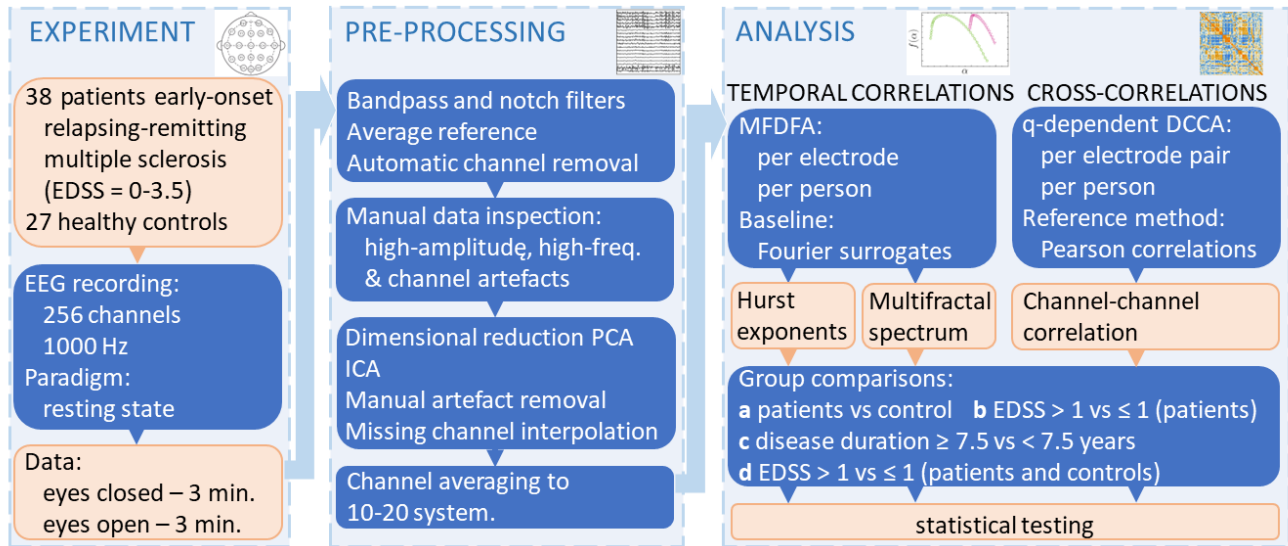 EXPERIMENT
38 patients early-onset
relapsing-remitting
multiple sclerosis
(EDSS = 0-3.5)
27 healthy controls
EEG recording:
256 channels
1000 Hz
Paradigm:
resting state
Data:
eyes closed – 3 min.
eyes open – 3 min.
PRE-PROCESSING
Bandpass and notch filters
Average reference
Automatic channel removal
Manual data inspection:
high-amplitudę, high-freq.
& channel artefacts
Dimensional reduction PCA
ICA
Manual artefact removal
Missing channel interpolation
Channel averaging to
10-20 system.
ANALYSIS
f(α)
α
TEMPORAL CORRELATIONS
MFDFA:
per electrode
per person
Baseline:
Fourier surrogates
Hurst
exponents
Multifractal
spectrum
CROSS-CORRELATIONS
q-dependent DCCA:
per electrode pair
per person
Reference method:
Pearson correlations
Channel-channel
correlation
Group comparisons:
a patients vs control b EDSS > 1 vs ≤ 1 (patients)
c disease duration ≥ 7.5 vs < 7.5 years
d EDSS > 1 vs ≤ 1 (patients and controls)
statistical testing